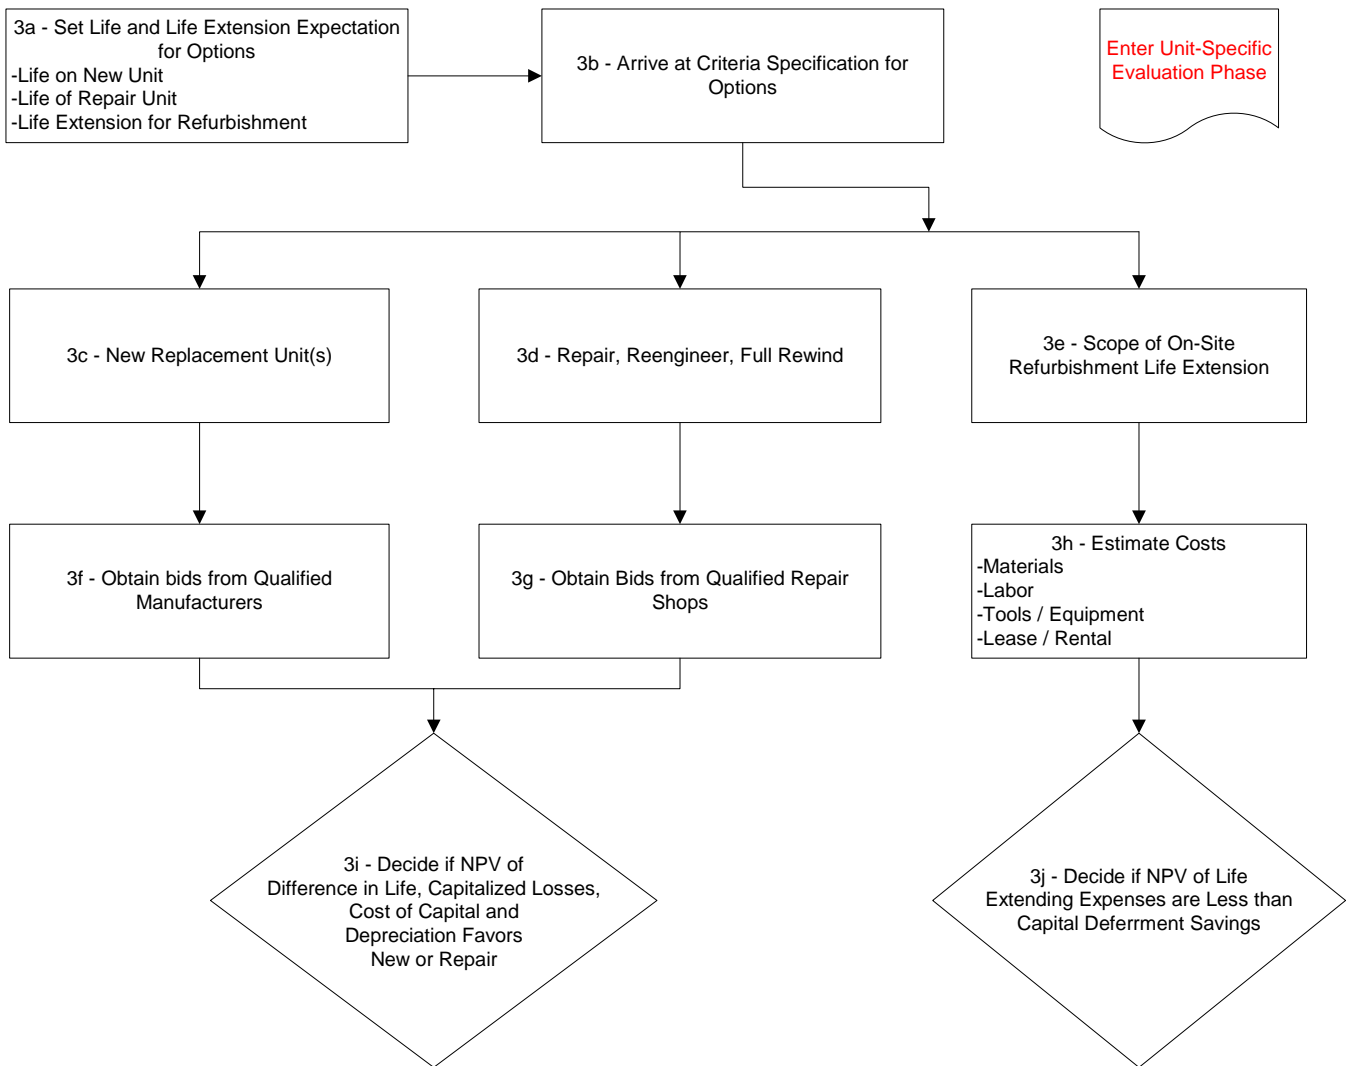 3a - Set Life and Life Extension Expectation
for Options
-Life on New Unit
-Life of Repair Unit
-Life Extension for Refurbishment
3b - Arrive at Criteria Specification for
Options
Enter Unit-Specific
Evaluation Phase
3c - New Replacement Unit(s)
3d - Repair, Reengineer, Full Rewind
3e - Scope of On-Site
Refurbishment Life Extension
3f - Obtain bids from Qualified
Manufacturers
3g - Obtain Bids from Qualified Repair
Shops
3h - Estimate Costs
-Materials
-Labor
-Tools / Equipment
-Lease / Rental
3i - Decide if NPV of
Difference in Life, Capitalized Losses,
Cost of Capital and
Depreciation Favors
New or Repair
3j - Decide if NPV of Life
Extending Expenses are Less than
Capital Deferrment Savings